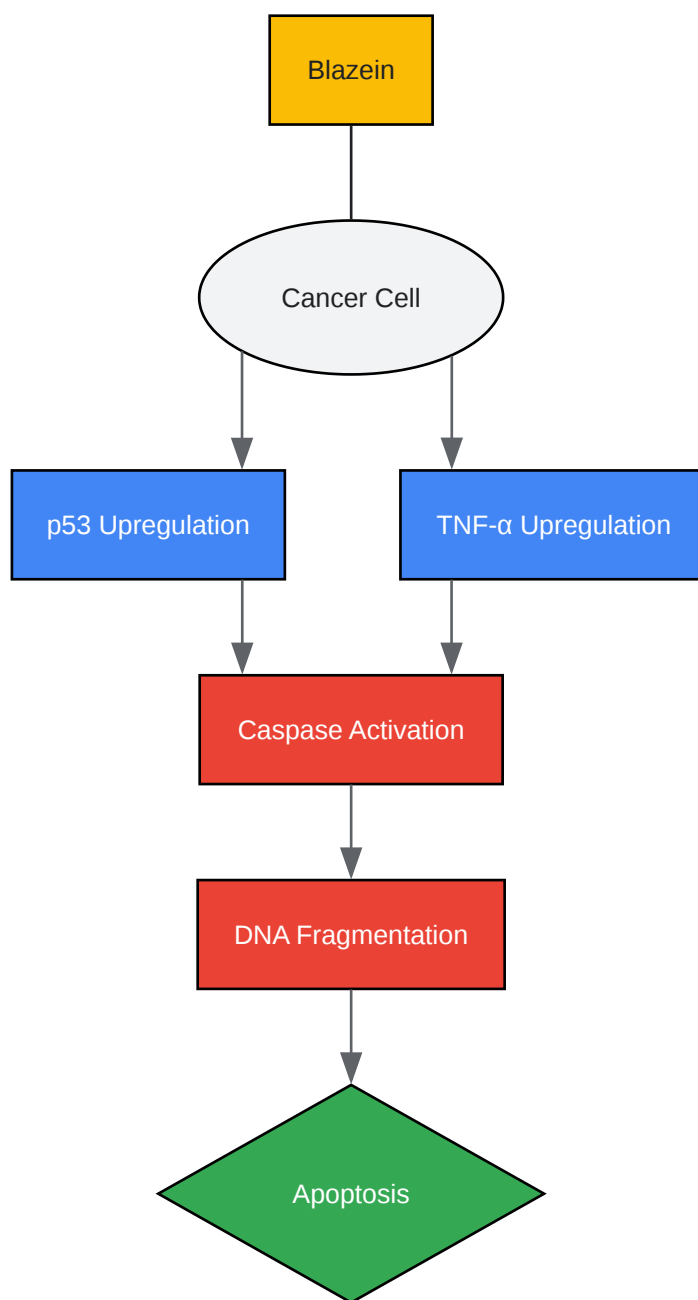 Blazein
Cancer Cell
p53 Upregulation
TNF-α Upregulation
Caspase Activation
DNA Fragmentation
Apoptosis